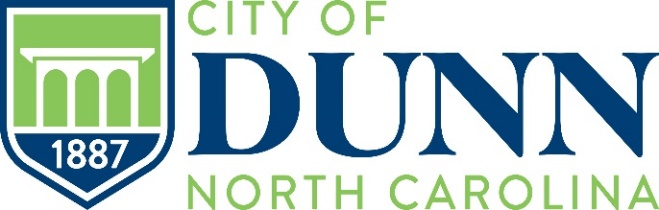 CITY OF
DUNN
NORTH CAROLINA
1887